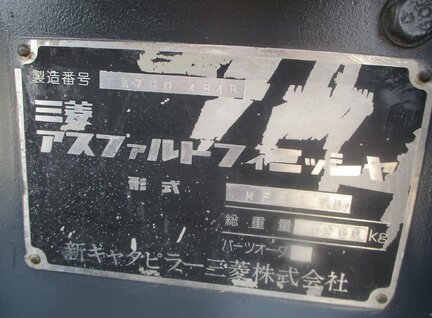 製造番号 A7H0 4848
三菱
アスファルトフィニッシャ
形式
総重量 kg
パーツオーダ
新キャタピラー三菱株式会社